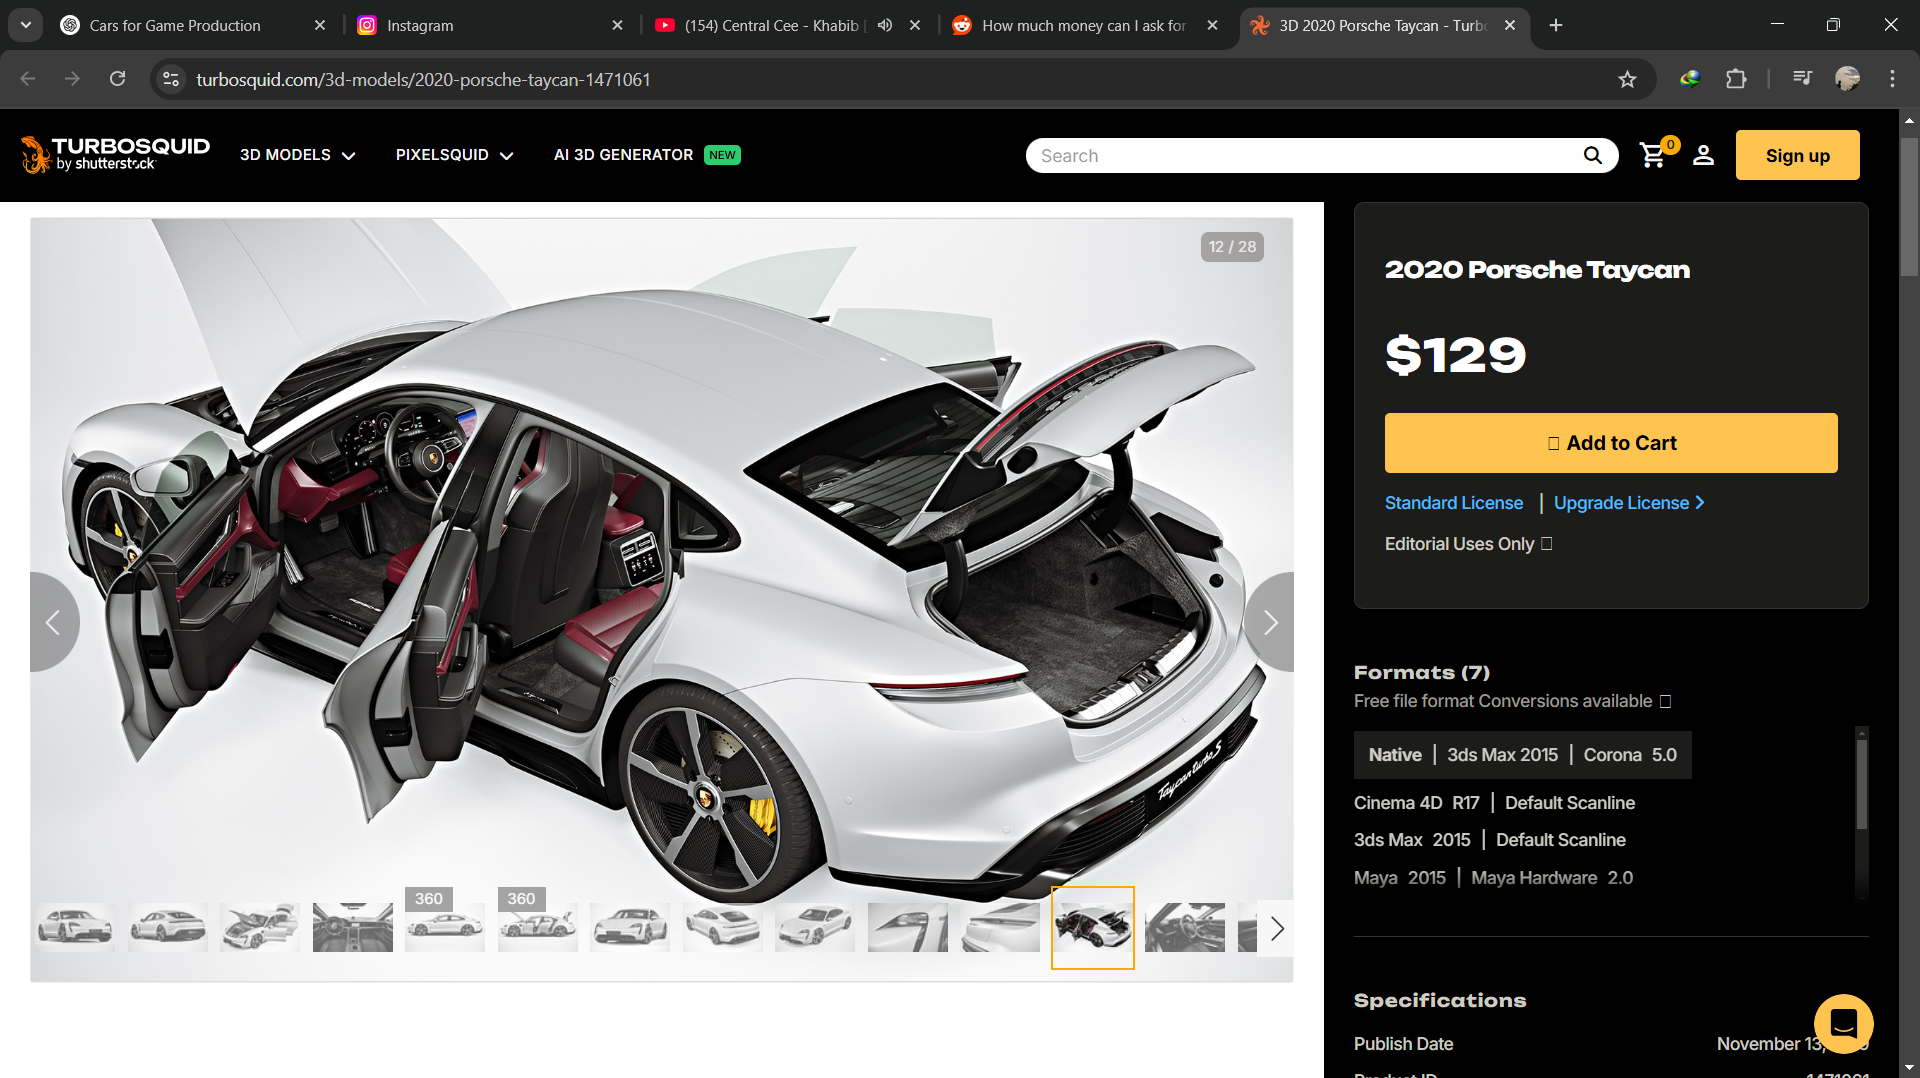 Cars for Game Production
Instagram
(154) Central Cee - Khabib [
How much money can I ask for
3D 2020 Porsche Taycan - Turbo
turbosquid.com/3d-models/2020-porsche-taycan-1471061
TURBOSQUID
by shutterstock
3D MODELS
PIXELSQUID
AI 3D GENERATOR NEW
Search
0
Sign up
12 / 28
2020 Porsche Taycan
$129
Add to Cart
Standard License | Upgrade License
Editorial Uses Only
Taycan turbo S
Formats (7)
Free file format Conversions available
Native | 3ds Max 2015 | Corona 5.0
Cinema 4D R17 | Default Scanline
3ds Max 2015 | Default Scanline
Maya 2015 | Maya Hardware 2.0
360
360
Specifications
Publish Date
November 13,
Product ID
1471061